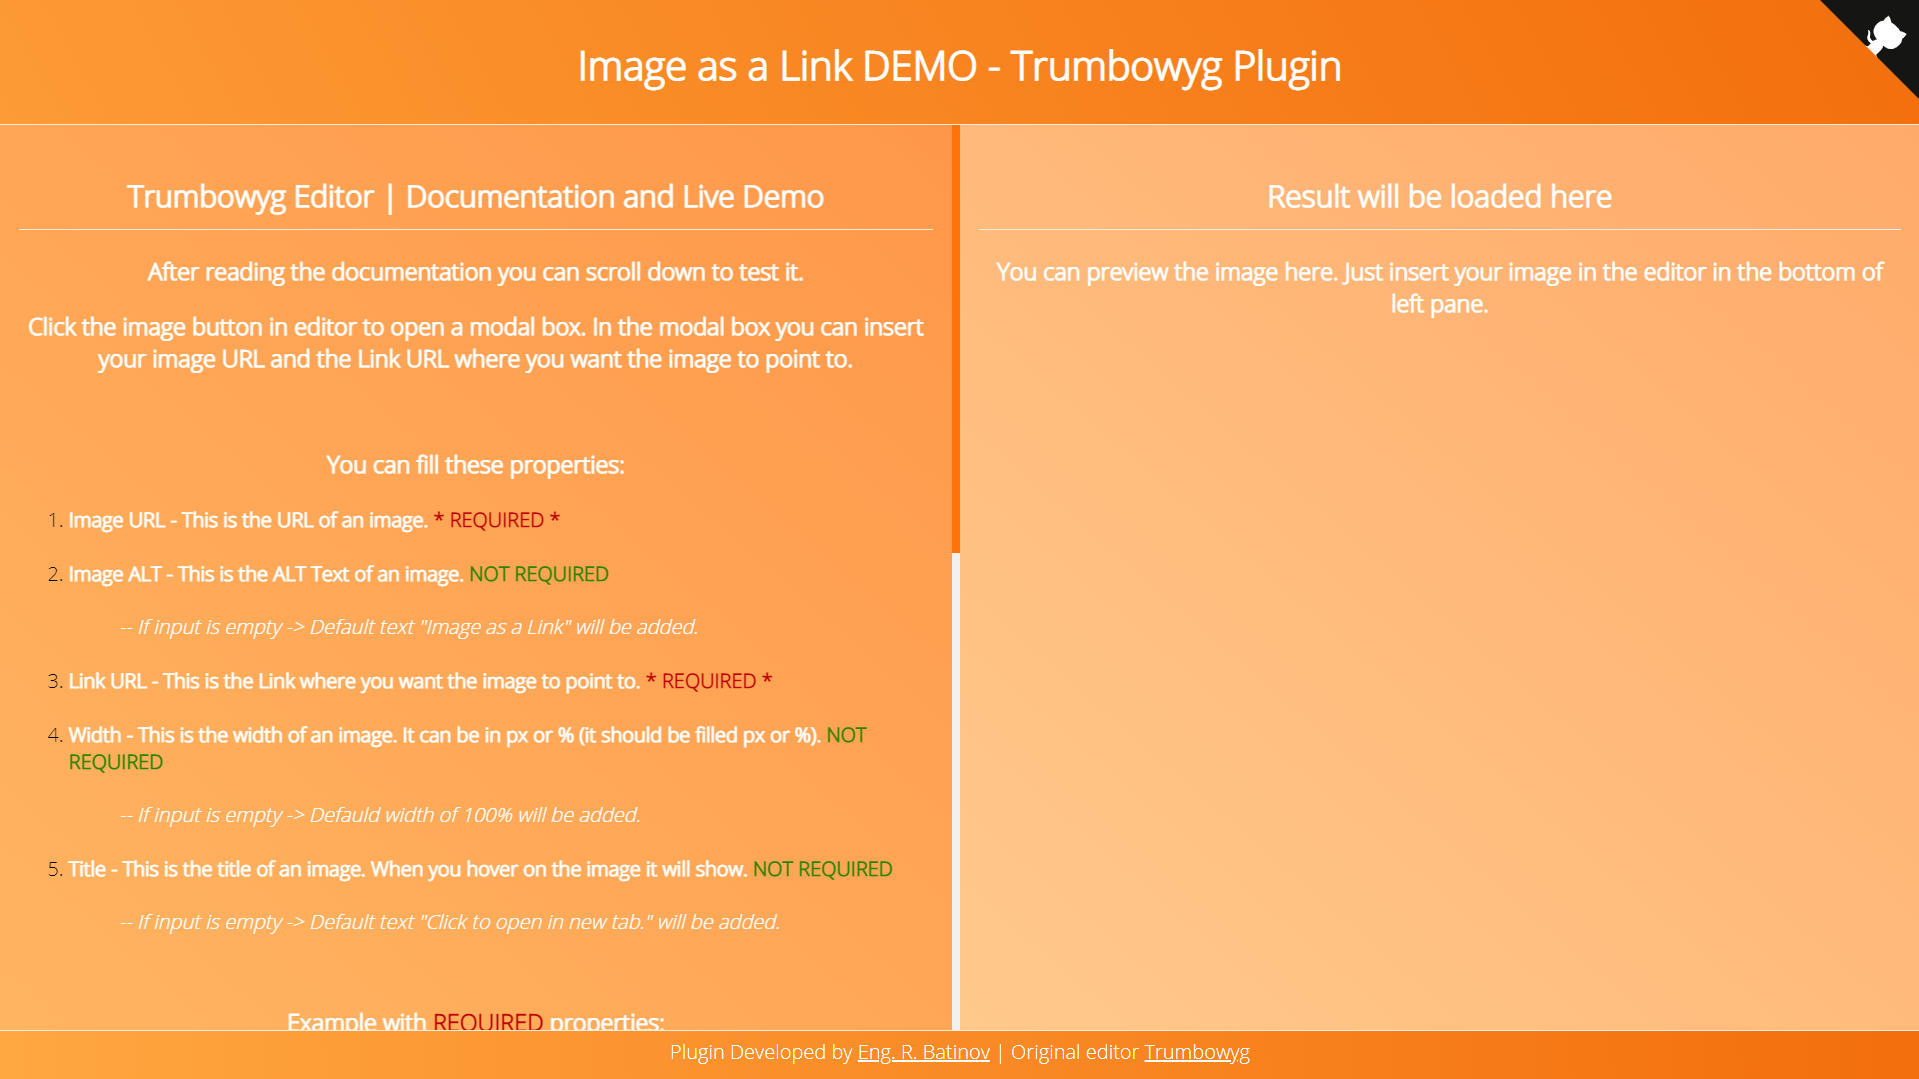 Image as a Link DEMO - Trumbowyg Plugin
Trumbowyg Editor | Documentation and Live Demo
After reading the documentation you can scroll down to test it.
Click the image button in editor to open a modal box. In the modal box you can insert
your image URL and the Link URL where you want the image to point to.
You can fill these properties:
1. Image URL - This is the URL of an image. * REQUIRED *
2. Image ALT - This is the ALT Text of an image. NOT REQUIRED
-- If input is empty -> Default text "Image as a Link" will be added.
3. Link URL - This is the Link where you want the image to point to. * REQUIRED *
4. Width - This is the width of an image. It can be in px or % (it should be filled px or %). NOT
REQUIRED
-- If input is empty -> Defauld width of 100% will be added.
5. Title - This is the title of an image. When you hover on the image it will show. NOT REQUIRED
-- If input is empty -> Default text "Click to open in new tab." will be added.
Example with REQUIRED properties:
Result will be loaded here
You can preview the image here. Just insert your image in the editor in the bottom of
left pane.
Plugin Developed by Eng. R. Batinov | Original editor Trumbowyg